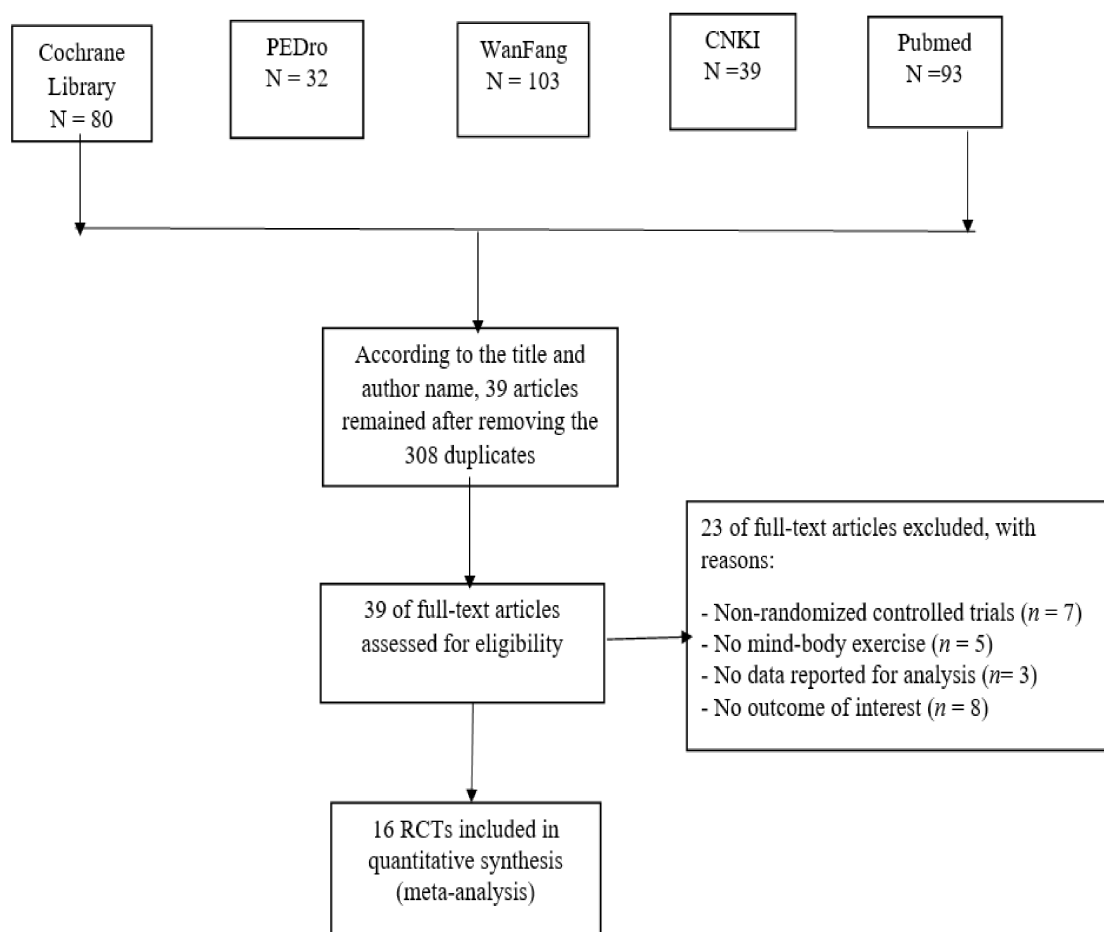 Cochrane
Library
N = 80
PEDro
N = 32
WanFang
N = 103
CNKI
N =39
Pubmed
N =93
According to the title and
author name, 39 articles
remained after removing the
308 duplicates
39 of full-text articles
assessed for eligibility
23 of full-text articles excluded, with
reasons:
- Non-randomized controlled trials (n = 7)
- No mind-body exercise (n = 5)
- No data reported for analysis (n= 3)
- No outcome of interest (n = 8)
16 RCTs included in
quantitative synthesis
(meta-analysis)